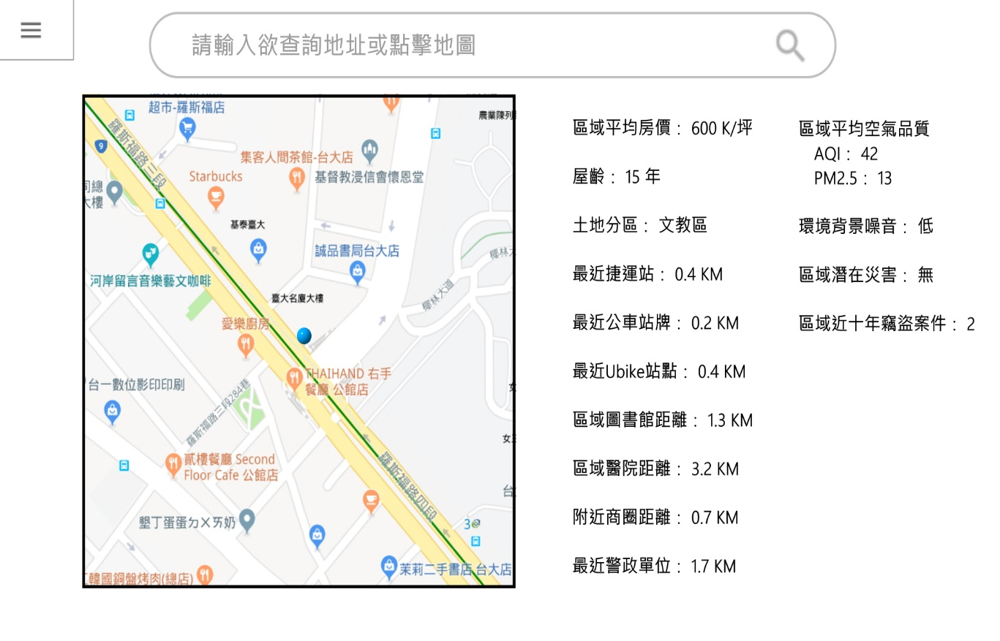 請輸入欲查詢地址或點擊地圖
超市-羅斯福店
農業陳列
羅斯福路三段
9
集客人間茶館-台大店
Starbucks
基督教浸信會懷恩堂
司總
大樓
基泰臺大
誠品書局台大店
椰林大
河岸留言音樂藝文咖啡
臺大名廈大樓
椰林大道
愛樂廚房
THAIHAND 右手
餐廳 公館店
台一數位影印印刷
羅斯福路三段284巷
女
女王
貳樓餐廳 Second
Floor Cafe 公館店
羅斯福路四段
台
墾丁蛋蛋ㄉㄨㄞ奶
3
茉莉二手書店 台大店
韓國銅盤烤肉(總店)
區域平均房價： 600 K/坪
屋齡： 15 年
土地分區： 文教區
最近捷運站： 0.4 KM
最近公車站牌： 0.2 KM
最近Ubike站點： 0.4 KM
區域圖書館距離： 1.3 KM
區域醫院距離： 3.2 KM
附近商圈距離： 0.7 KM
最近警政單位： 1.7 KM
區域平均空氣品質
AQI： 42
PM2.5： 13
環境背景噪音： 低
區域潛在災害： 無
區域近十年竊盜案件： 2